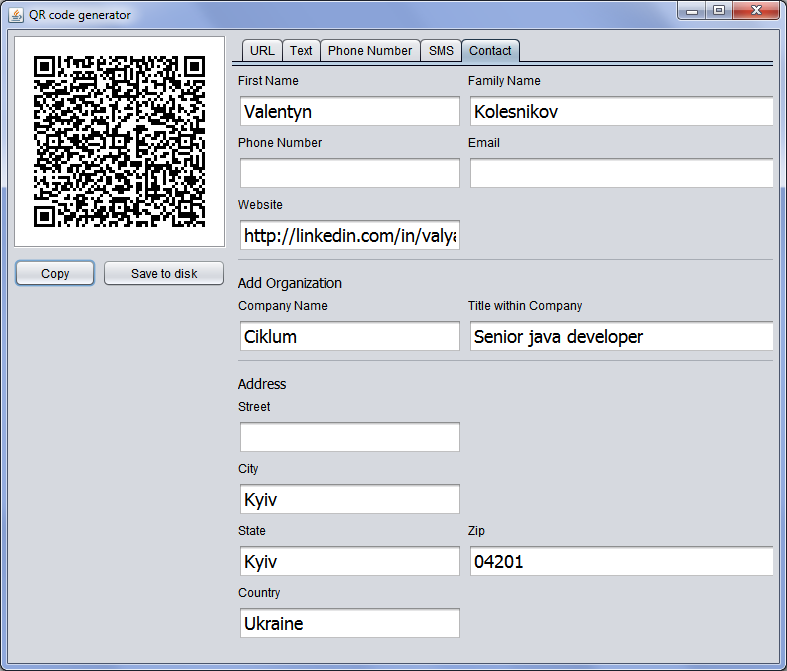 QR code generator
URL Text Phone Number SMS Contact
First Name Family Name
Valentyn Kolesnikov
Phone Number Email
Website
http://linkedin.com/in/valya
Copy Save to disk
Add Organization
Company Name Title within Company
Ciklum Senior java developer
Address
Street
City
Kyiv
State Zip
Kyiv 04201
Country
Ukraine